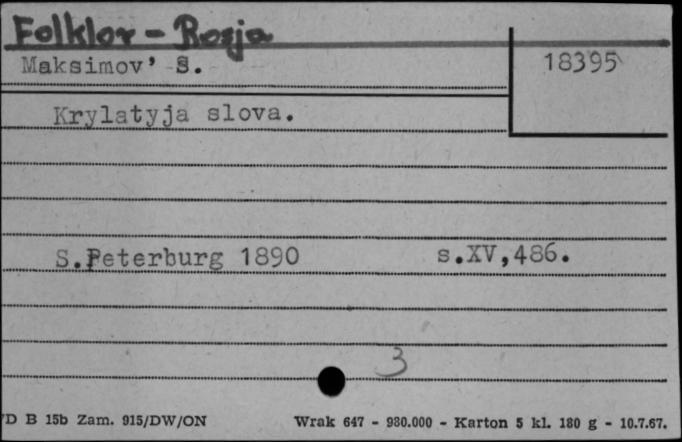 Folklor - Rosja
Maksimov' S.
18395
Krylatyja slova.
S.Peterburg 1890 s.XV,486.
3
D B 15b Zam. 915/DW/ON Wrak 647 - 930.000 - Karton 5 kl. 180 g - 10.7.67.